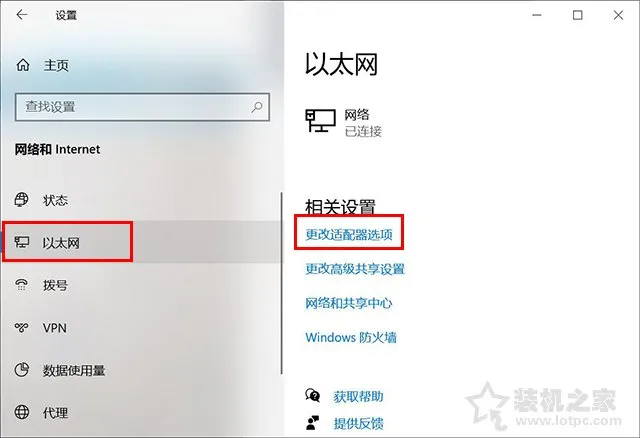 设置
主页
查找设置
网络和 Internet
状态
以太网
拨号
VPN
数据使用量
代理
以太网
网络
已连接
相关设置
更改适配器选项
更改高级共享设置
网络和共享中心
Windows 防火墙
获取帮助
提供反馈
装机之家
www.lotpc.com